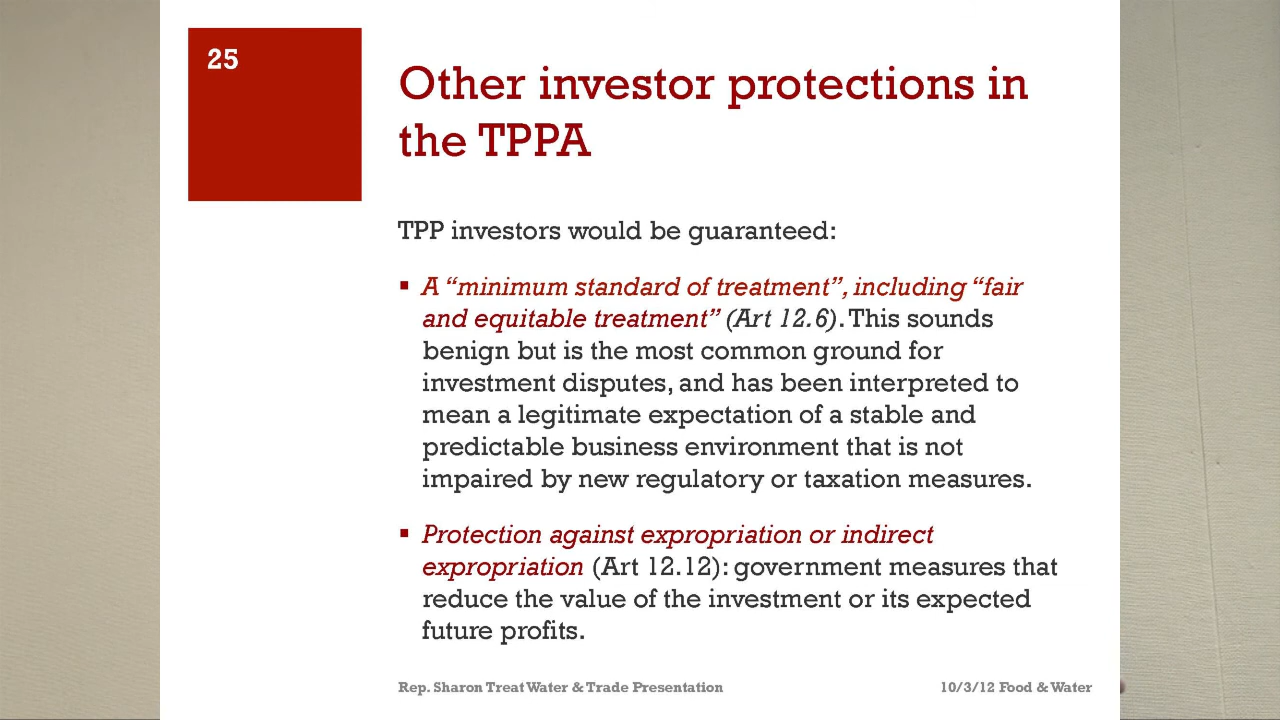 25
Other investor protections in
the TPPA
TPP investors would be guaranteed:
▪ A “minimum standard of treatment”, including “fair
and equitable treatment” (Art 12.6). This sounds
benign but is the most common ground for
investment disputes, and has been interpreted to
mean a legitimate expectation of a stable and
predictable business environment that is not
impaired by new regulatory or taxation measures.
▪ Protection against expropriation or indirect
expropriation (Art 12.12): government measures that
reduce the value of the investment or its expected
future profits.
Rep. Sharon Treat Water & Trade Presentation
10/3/12 Food & Water